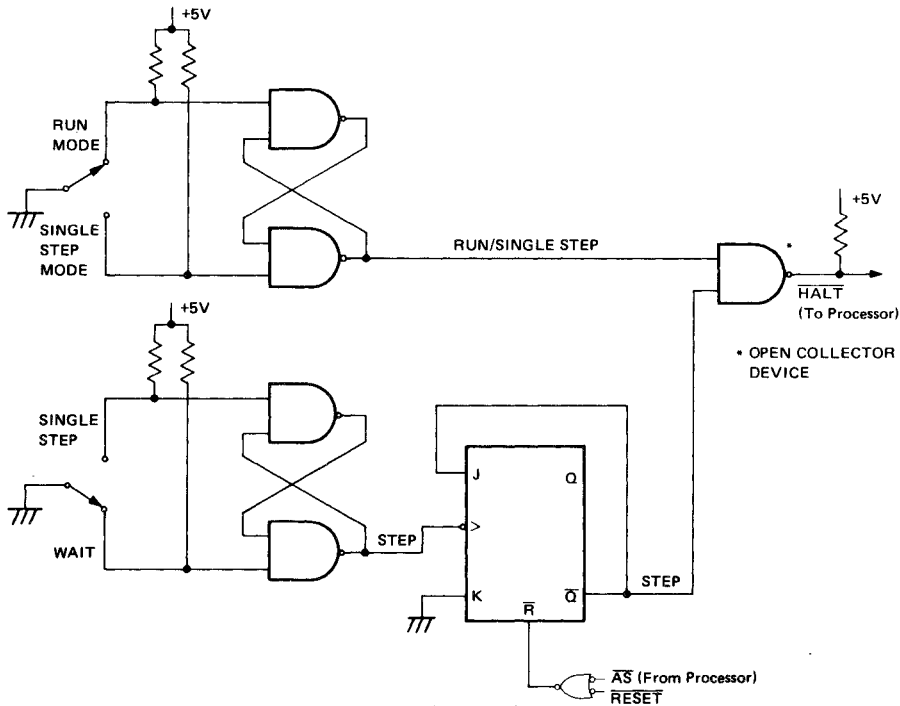 +5V
RUN
MODE
SINGLE
STEP
MODE
RUN/SINGLE STEP
+5V
*
HALT
(To Processor)
* OPEN COLLECTOR
DEVICE
+5V
SINGLE
STEP
WAIT
STEP
J
Q
>
K
R
Q
STEP
AS (From Processor)
RESET